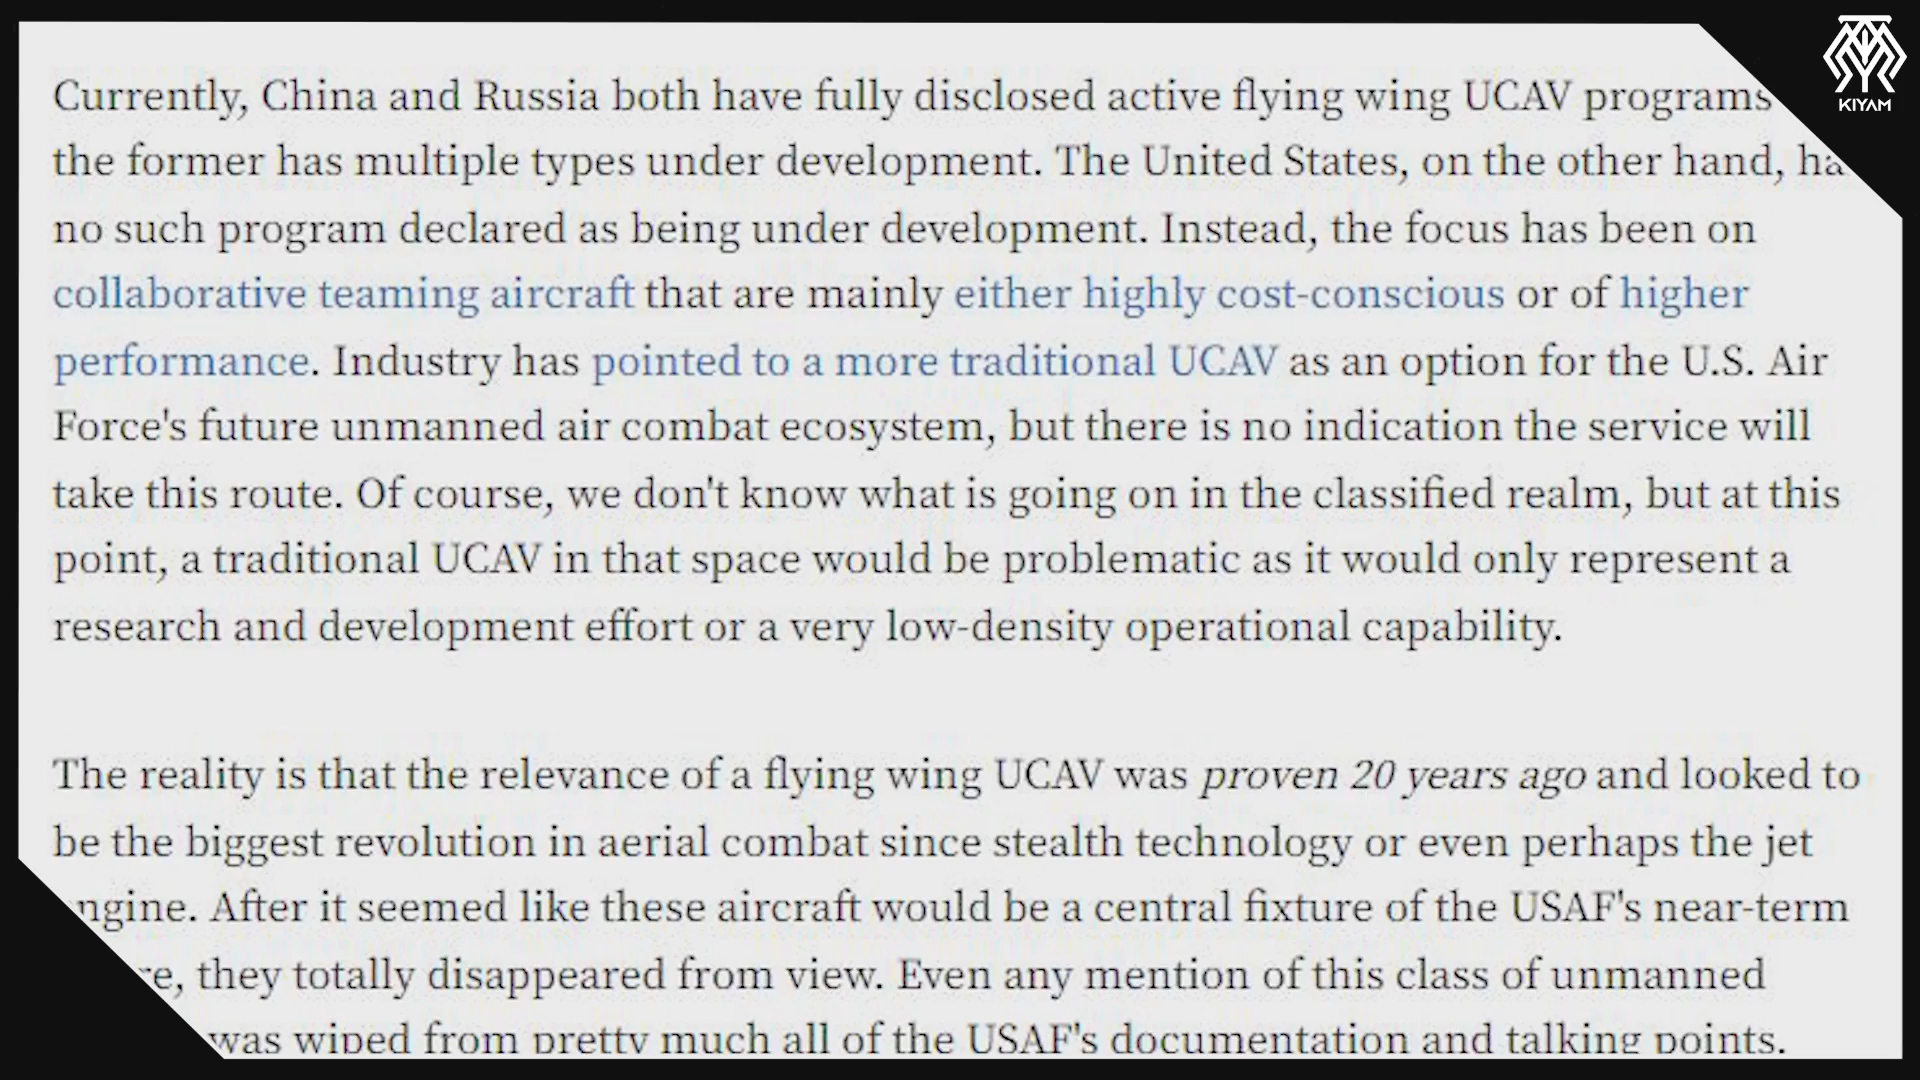 Currently, China and Russia both have fully disclosed active flying wing UCAV programs
the former has multiple types under development. The United States, on the other hand,
no such program declared as being under development. Instead, the focus has been on
collaborative teaming aircraft that are mainly either highly cost-conscious or of higher
performance. Industry has pointed to a more traditional UCAV as an option for the U.S. Air
Force's future unmanned air combat ecosystem, but there is no indication the service will
take this route. Of course, we don't know what is going on in the classified realm, but at this
point, a traditional UCAV in that space would be problematic as it would only represent a
research and development effort or a very low-density operational capability.
The reality is that the relevance of a flying wing UCAV was proven 20 years ago and looked to
be the biggest revolution in aerial combat since stealth technology or even perhaps the jet
ngine. After it seemed like these aircraft would be a central fixture of the USAF's near-term
they totally disappeared from view. Even any mention of this class of unmanned
was wiped from pretty much all of the USAF's documentation and talking points.
KIYAM